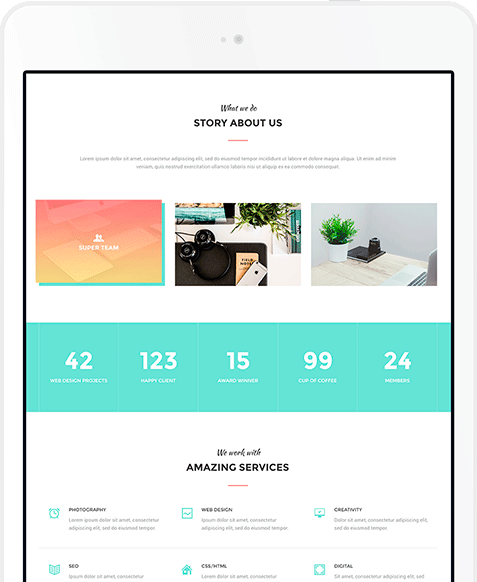 What we do
STORY ABOUT US
Lorem ipsum dolor sit amet, consectetur adipiscing elit, sed do eiusmod tempor incididunt ut labore et dolore magna aliqua. Ut enim ad minim
veniam, quis nostrud exercitation ullamco laboris nisi ut aliquip ex ea commodo consequat.
SUPER TEAM
FIELD NOTES
42
123
15
99
24
WEB DESIGN PROJECTS
HAPPY CLIENT
AWARD WINNER
CUP OF COFFEE
MEMBERS
We work with
AMAZING SERVICES
PHOTOGRAPHY
Lorem ipsum dolor sit amet, consectetur
adipiscing elit, sed do eiusmod tempor
WEB DESIGN
Lorem ipsum dolor sit amet, consectetur
adipiscing elit, sed do eiusmod tempor.
CREATIVITY
Lorem ipsum dolor sit amet, consectetur
adipiscing elit, sed do eiusmod tempor.
SEO
Lorem ipsum dolor sit amet, consectetur
CSS/HTML
Lorem ipsum dolor sit amet, consectetur
DIGITAL
Sit amet, consectetur adipiscing elit, sed